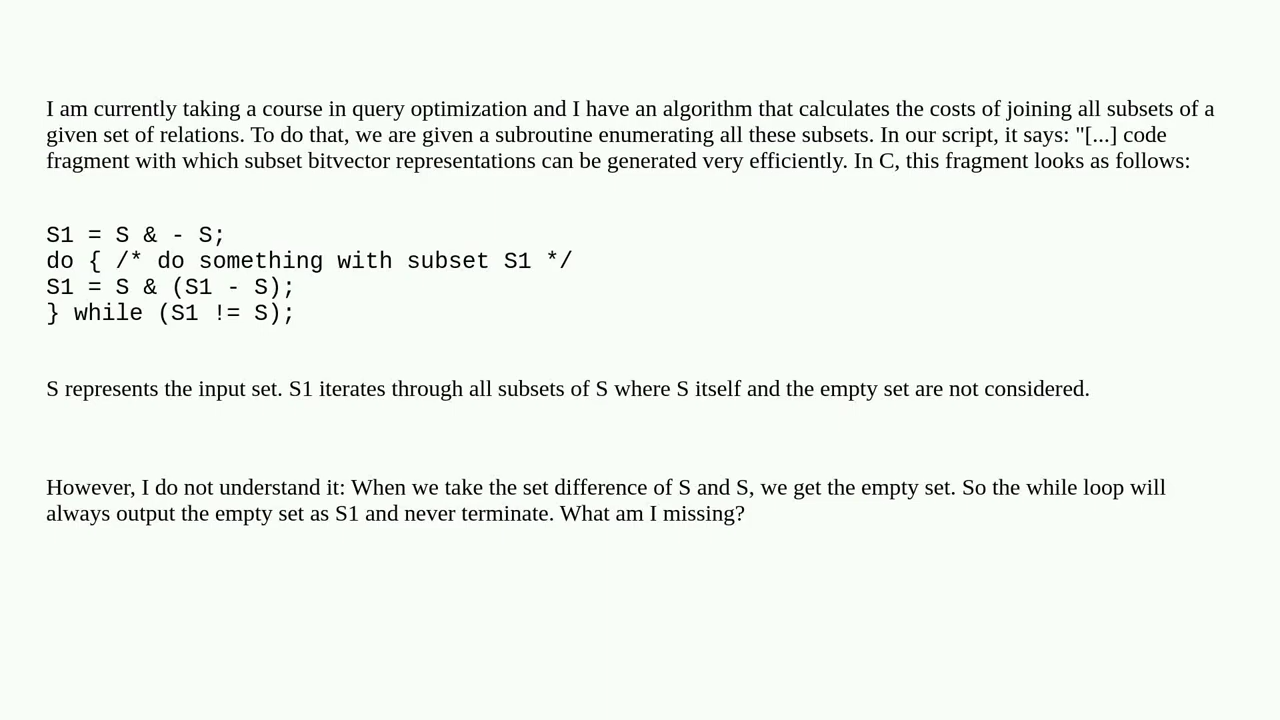 I am currently taking a course in query optimization and I have an algorithm that calculates the costs of joining all subsets of a
given set of relations. To do that, we are given a subroutine enumerating all these subsets. In our script, it says: "[...] code
fragment with which subset bitvector representations can be generated very efficiently. In C, this fragment looks as follows:
S1 = S & - S;
do { /* do something with subset S1 */
S1 = S & (S1 - S);
} while (S1 != S);
S represents the input set. S1 iterates through all subsets of S where S itself and the empty set are not considered.
However, I do not understand it: When we take the set difference of S and S, we get the empty set. So the while loop will
always output the empty set as S1 and never terminate. What am I missing?